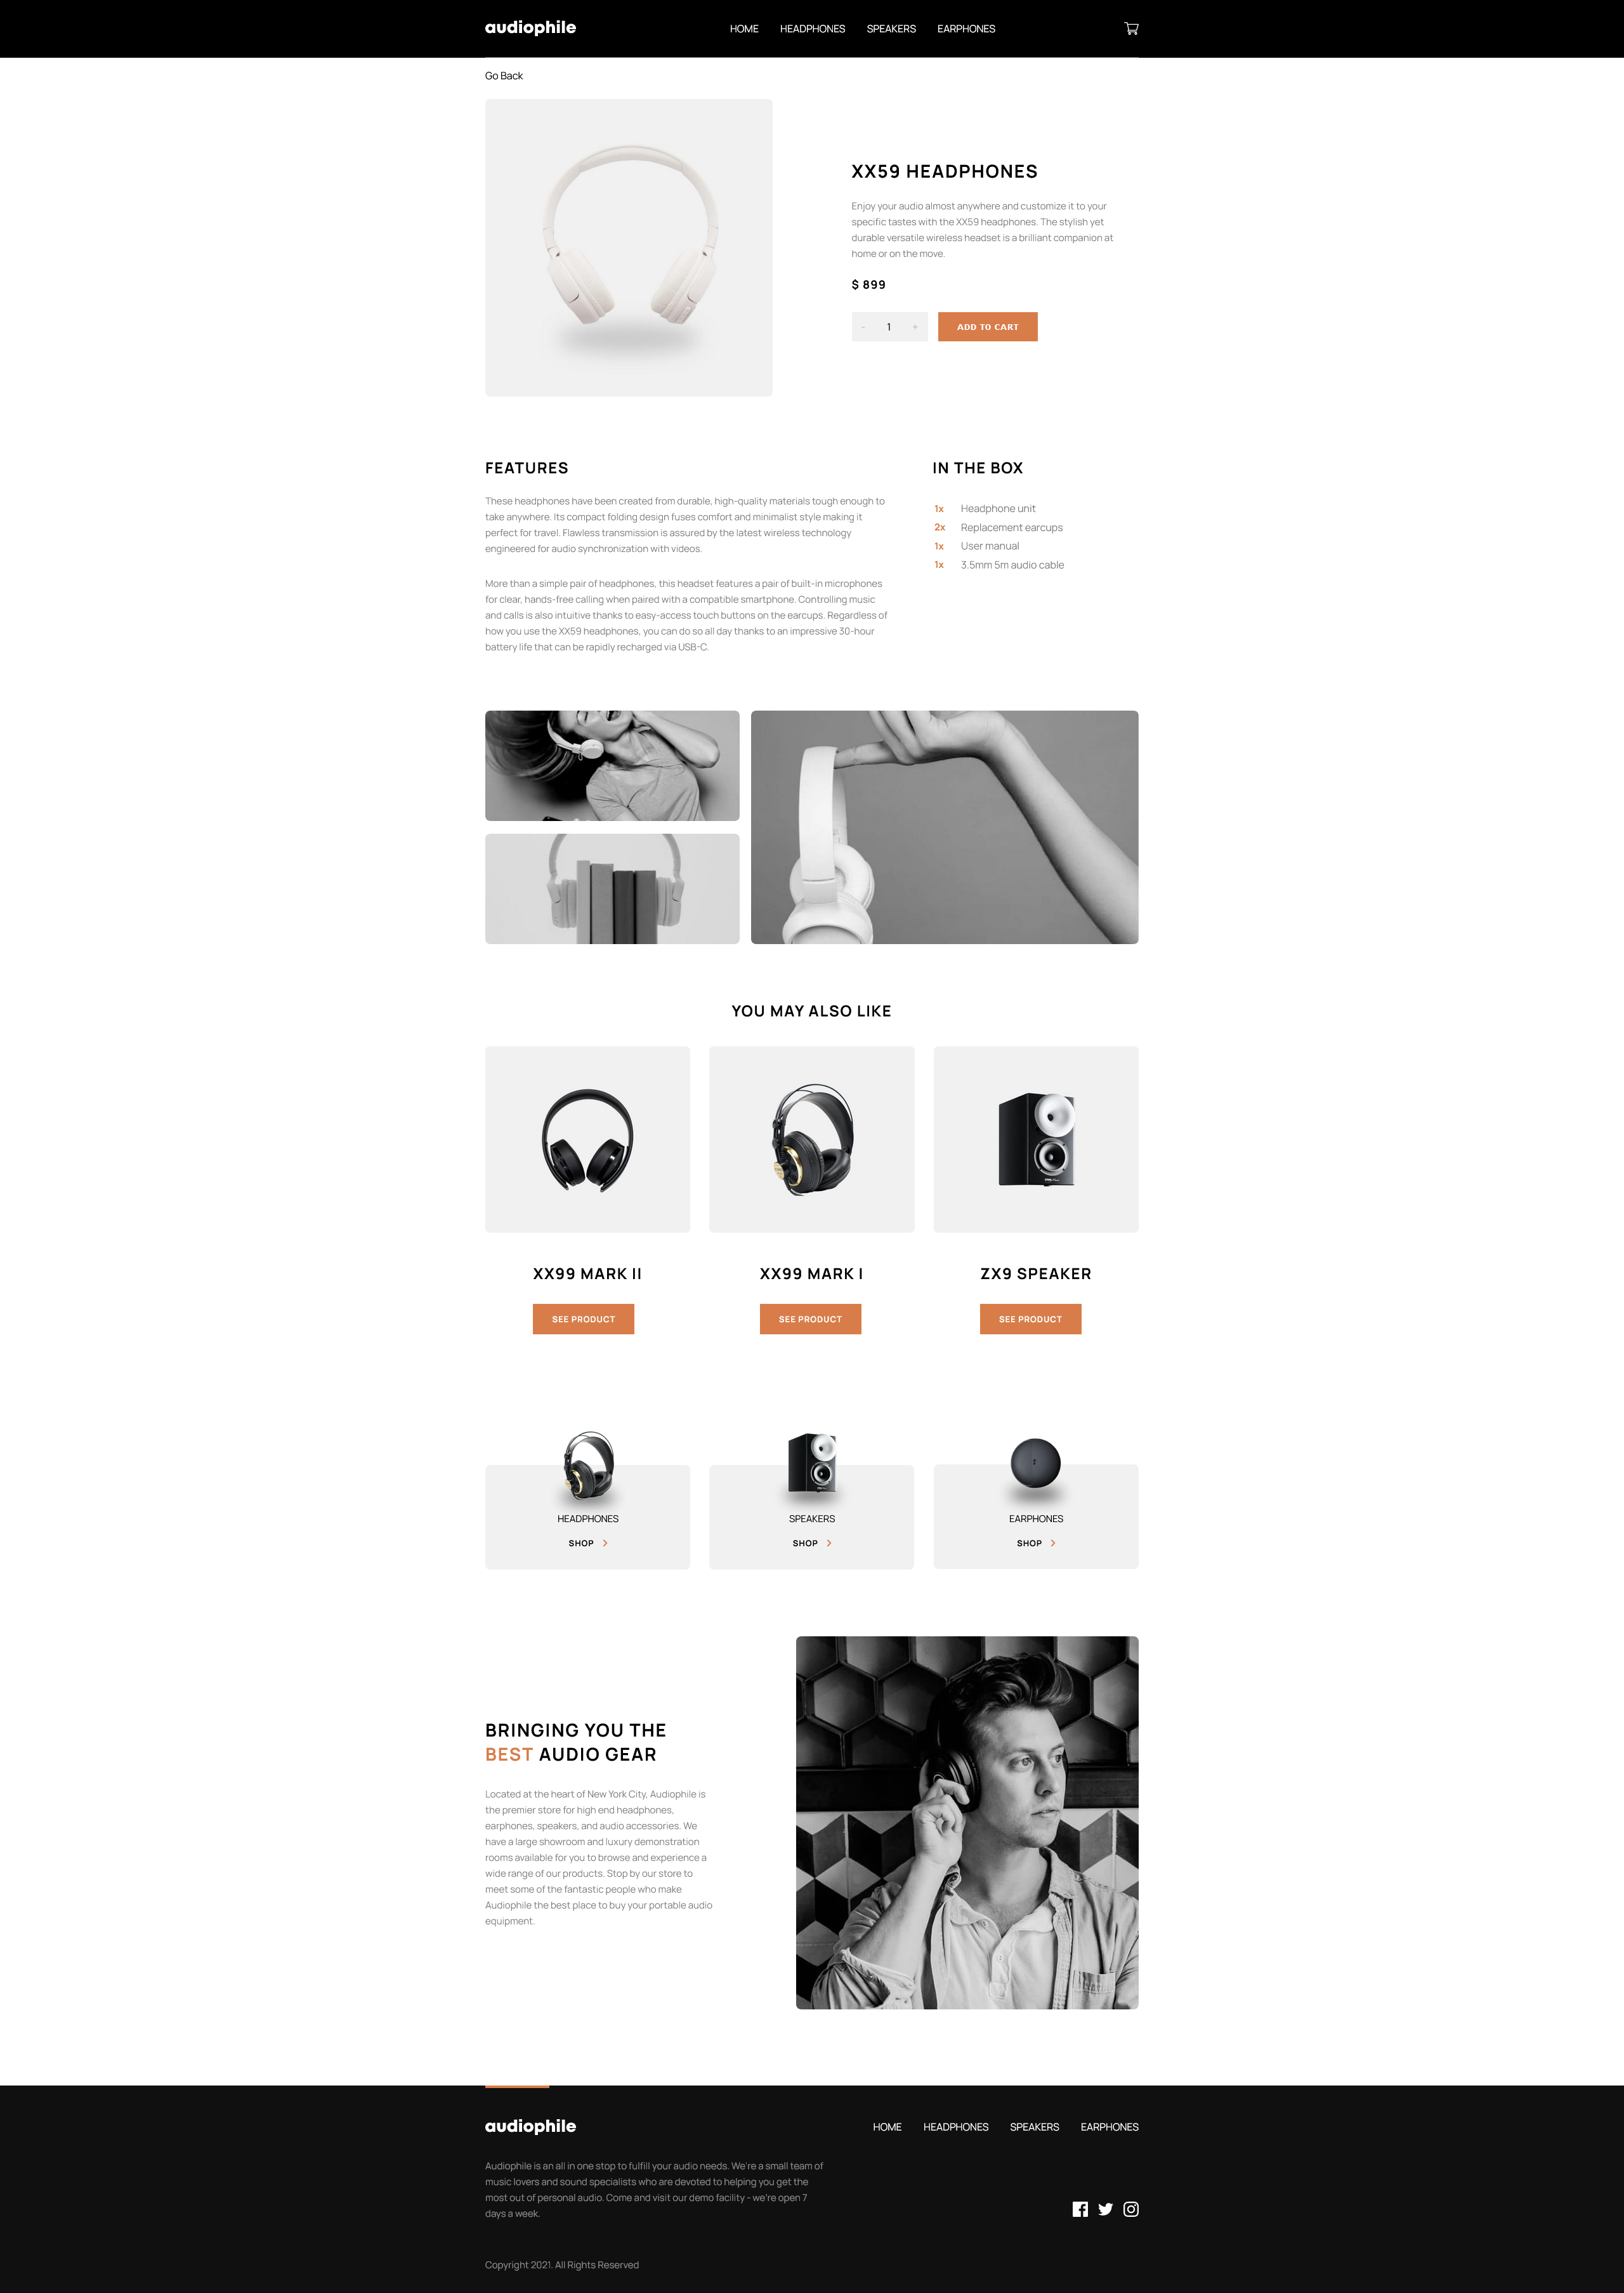 audiophile
HOME HEADPHONES SPEAKERS EARPHONES
Go Back
XX59 HEADPHONES
Enjoy your audio almost anywhere and customize it to your
specific tastes with the XX59 headphones. The stylish yet
durable versatile wireless headset is a brilliant companion at
home or on the move.
$ 899
- 1 +
ADD TO CART
FEATURES
These headphones have been created from durable, high-quality materials tough enough to
take anywhere. Its compact folding design fuses comfort and minimalist style making it
perfect for travel. Flawless transmission is assured by the latest wireless technology
engineered for audio synchronization with videos.
More than a simple pair of headphones, this headset features a pair of built-in microphones
for clear, hands-free calling when paired with a compatible smartphone. Controlling music
and calls is also intuitive thanks to easy-access touch buttons on the earcups. Regardless of
how you use the XX59 headphones, you can do so all day thanks to an impressive 30-hour
battery life that can be rapidly recharged via USB-C.
IN THE BOX
1x Headphone unit
2x Replacement earcups
1x User manual
1x 3.5mm 5m audio cable
YOU MAY ALSO LIKE
XX99 MARK II
SEE PRODUCT
XX99 MARK I
SEE PRODUCT
ZX9 SPEAKER
SEE PRODUCT
HEADPHONES
SHOP
SPEAKERS
SHOP
EARPHONES
SHOP
BRINGING YOU THE
BEST AUDIO GEAR
Located at the heart of New York City, Audiophile is
the premier store for high end headphones,
earphones, speakers, and audio accessories. We
have a large showroom and luxury demonstration
rooms available for you to browse and experience a
wide range of our products. Stop by our store to
meet some of the fantastic people who make
Audiophile the best place to buy your portable audio
equipment.
audiophile
HOME HEADPHONES SPEAKERS EARPHONES
Audiophile is an all in one stop to fulfill your audio needs. We're a small team of
music lovers and sound specialists who are devoted to helping you get the
most out of personal audio. Come and visit our demo facility - we're open 7
days a week.
Copyright 2021. All Rights Reserved